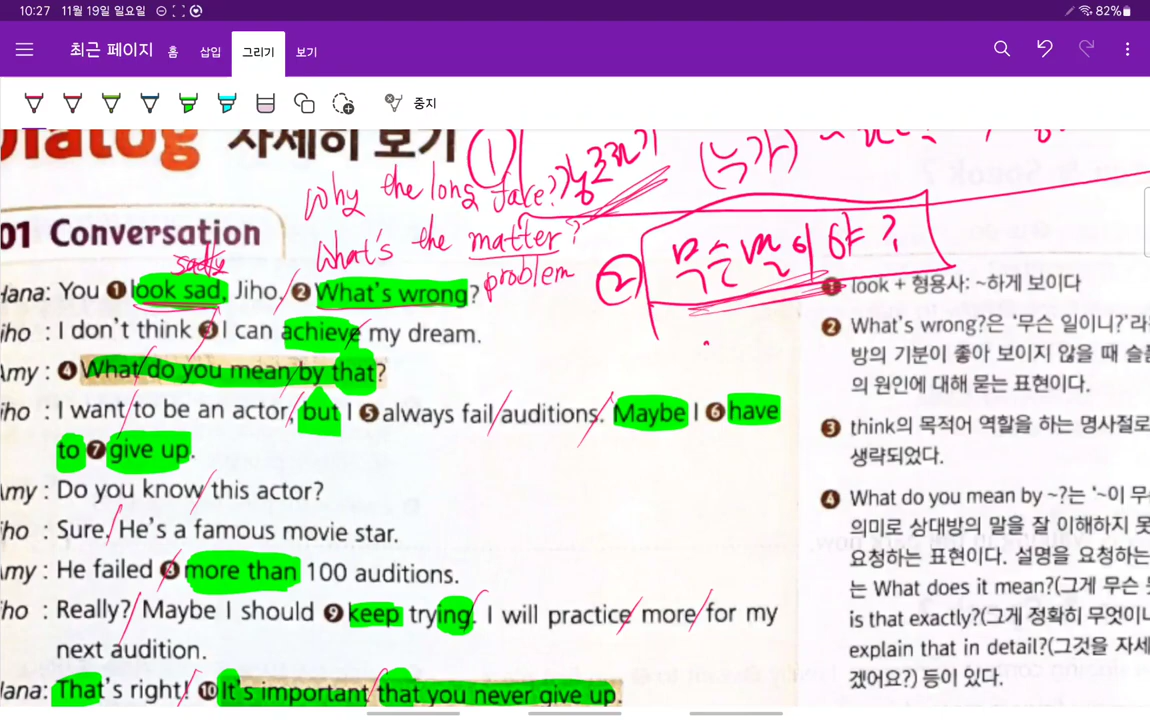 10:27 11월 19일 일요일 82%
최근 페이지 홈 삽입 그리기 보기
중지
Dialog 자세히 보기
① (녹가)
Why the long face?
01 Conversation
What's the matter?
problem
② 무슨일이야?
sadly
Hana: You ❶ look sad, Jiho. ❷ What's wrong?
iho : I don't think ❸ I can achieve my dream.
Amy : ❹ What do you mean by that?
iho : I want to be an actor, but I ❺ always fail auditions. Maybe I ❻ have
to ❼ give up.
Amy : Do you know this actor?
iho : Sure. He's a famous movie star.
Amy : He failed ❽ more than 100 auditions.
iho : Really? Maybe I should ❾ keep trying. I will practice more for my
next audition.
Hana: That's right! ❿ It's important that you never give up.
❶ look + 형용사: ~하게 보이다
❷ What's wrong?은 '무슨 일이니?'라
방의 기분이 좋아 보이지 않을 때 슬
의 원인에 대해 묻는 표현이다.
❸ think의 목적어 역할을 하는 명사절로
생략되었다.
❹ What do you mean by ~?는 '~이 무
의미로 상대방의 말을 잘 이해하지 못
요청하는 표현이다. 설명을 요청하는
는 What does it mean?(그게 무슨
is that exactly?(그게 정확히 무엇이니
explain that in detail?(그것을 자세
겠어요?) 등이 있다.